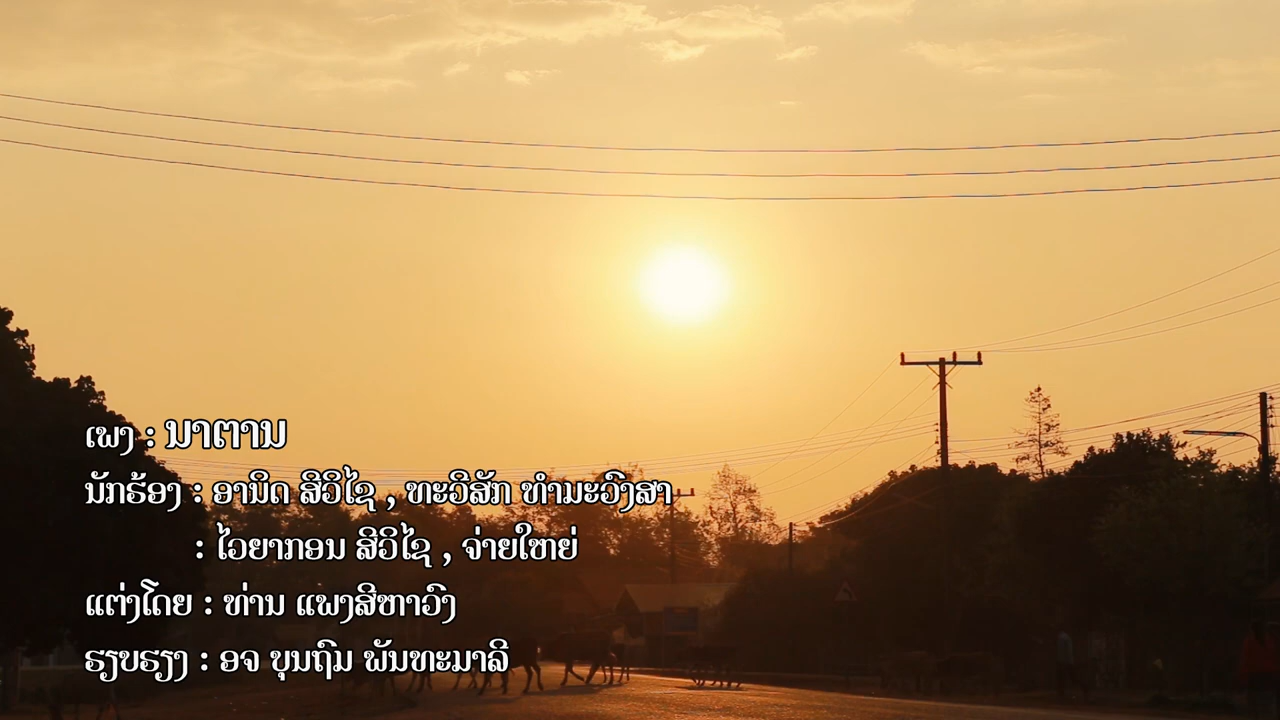 ເພງ : ນາຕານ
ນັກຮ້ອງ : ອານິດ ສີວິໄຊ , ທະວີສັກ ທຳມະວົງສາ
: ໄວຍາກອນ ສີວິໄຊ , ຈ່າຍໃຫຍ່
ແຕ່ງໂດຍ : ທ່ານ ແພງສີຫາວົງ
ຮຽບຮຽງ : ອຈ ບຸນຖົມ ພັນທະມາລີ